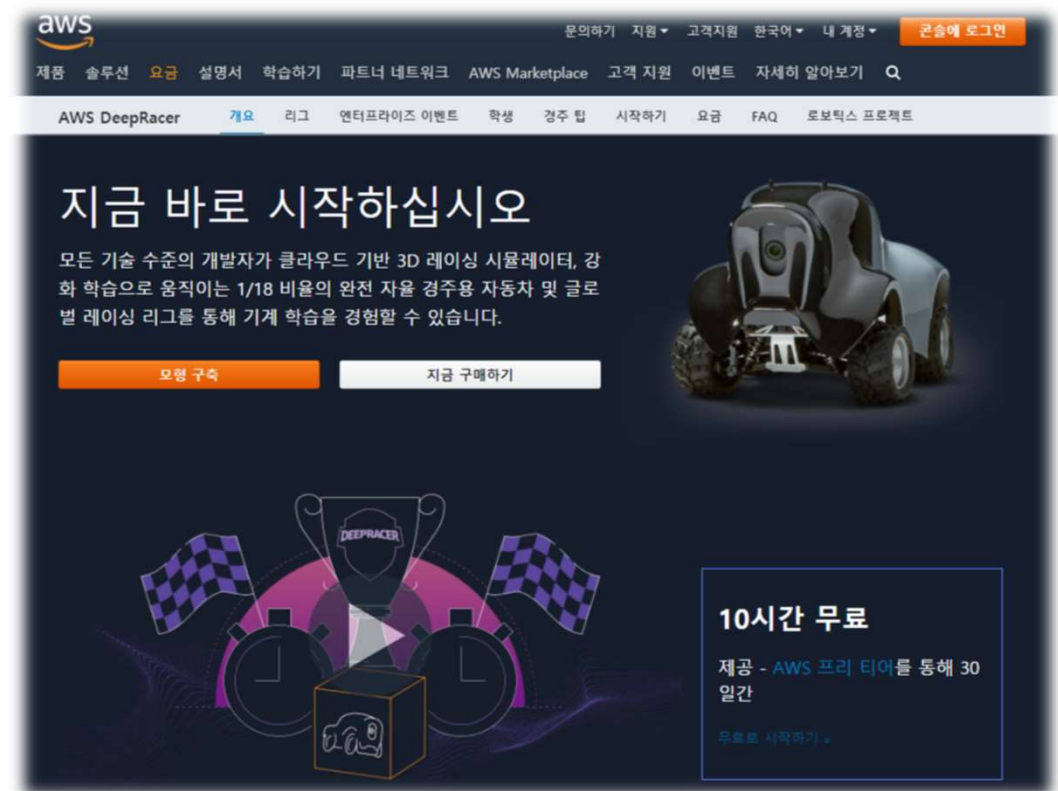 aws
문의하기 지원 고객지원 한국어 내 계정 콘솔에 로그인
제품 솔루션 요금 설명서 학습하기 파트너 네트워크 AWS Marketplace 고객 지원 이벤트 자세히 알아보기
AWS DeepRacer 개요 리그 엔터프라이즈 이벤트 학생 경주 팁 시작하기 요금 FAQ 로보틱스 프로젝트
지금 바로 시작하십시오
모든 기술 수준의 개발자가 클라우드 기반 3D 레이싱 시뮬레이터, 강
화 학습으로 움직이는 1/18 비율의 완전 자율 경주용 자동차 및 글로
벌 레이싱 리그를 통해 기계 학습을 경험할 수 있습니다.
모형 구축 지금 구매하기
DEEPRACER
10시간 무료
제공 - AWS 프리 티어를 통해 30
일간
무료로 시작하기 »